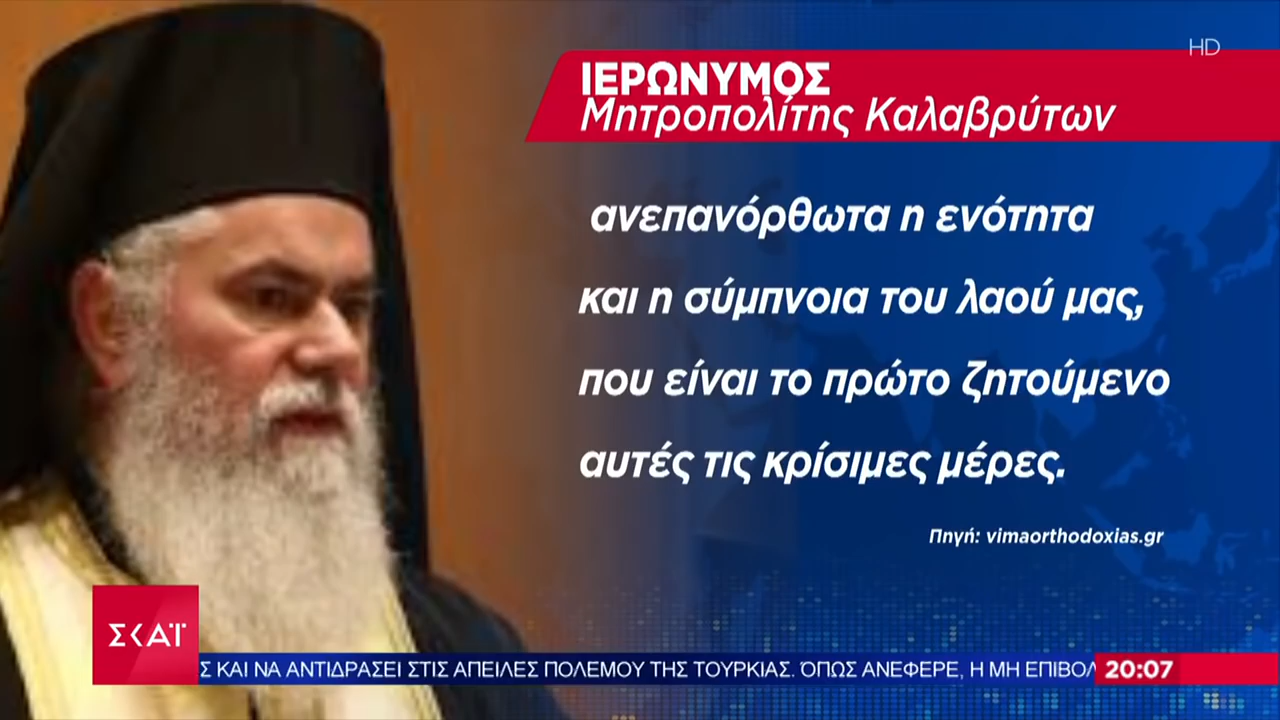 HD
ΙΕΡΩΝΥΜΟΣ
Μητροπολίτης Καλαβρύτων
ανεπανόρθωτα η ενότητα
και η σύμπνοια του λαού μας,
που είναι το πρώτο ζητούμενο
αυτές τις κρίσιμες μέρες.
Πηγή: vimaorthodoxias.gr
ΣΚΑΪ
Σ ΚΑΙ ΝΑ ΑΝΤΙΔΡΑΣΕΙ ΣΤΙΣ ΑΠΕΙΛΕΣ ΠΟΛΕΜΟΥ ΤΗΣ ΤΟΥΡΚΙΑΣ. ΌΠΩΣ ΑΝΕΦΕΡΕ, Η ΜΗ ΕΠΙΒΟΛ 20:07